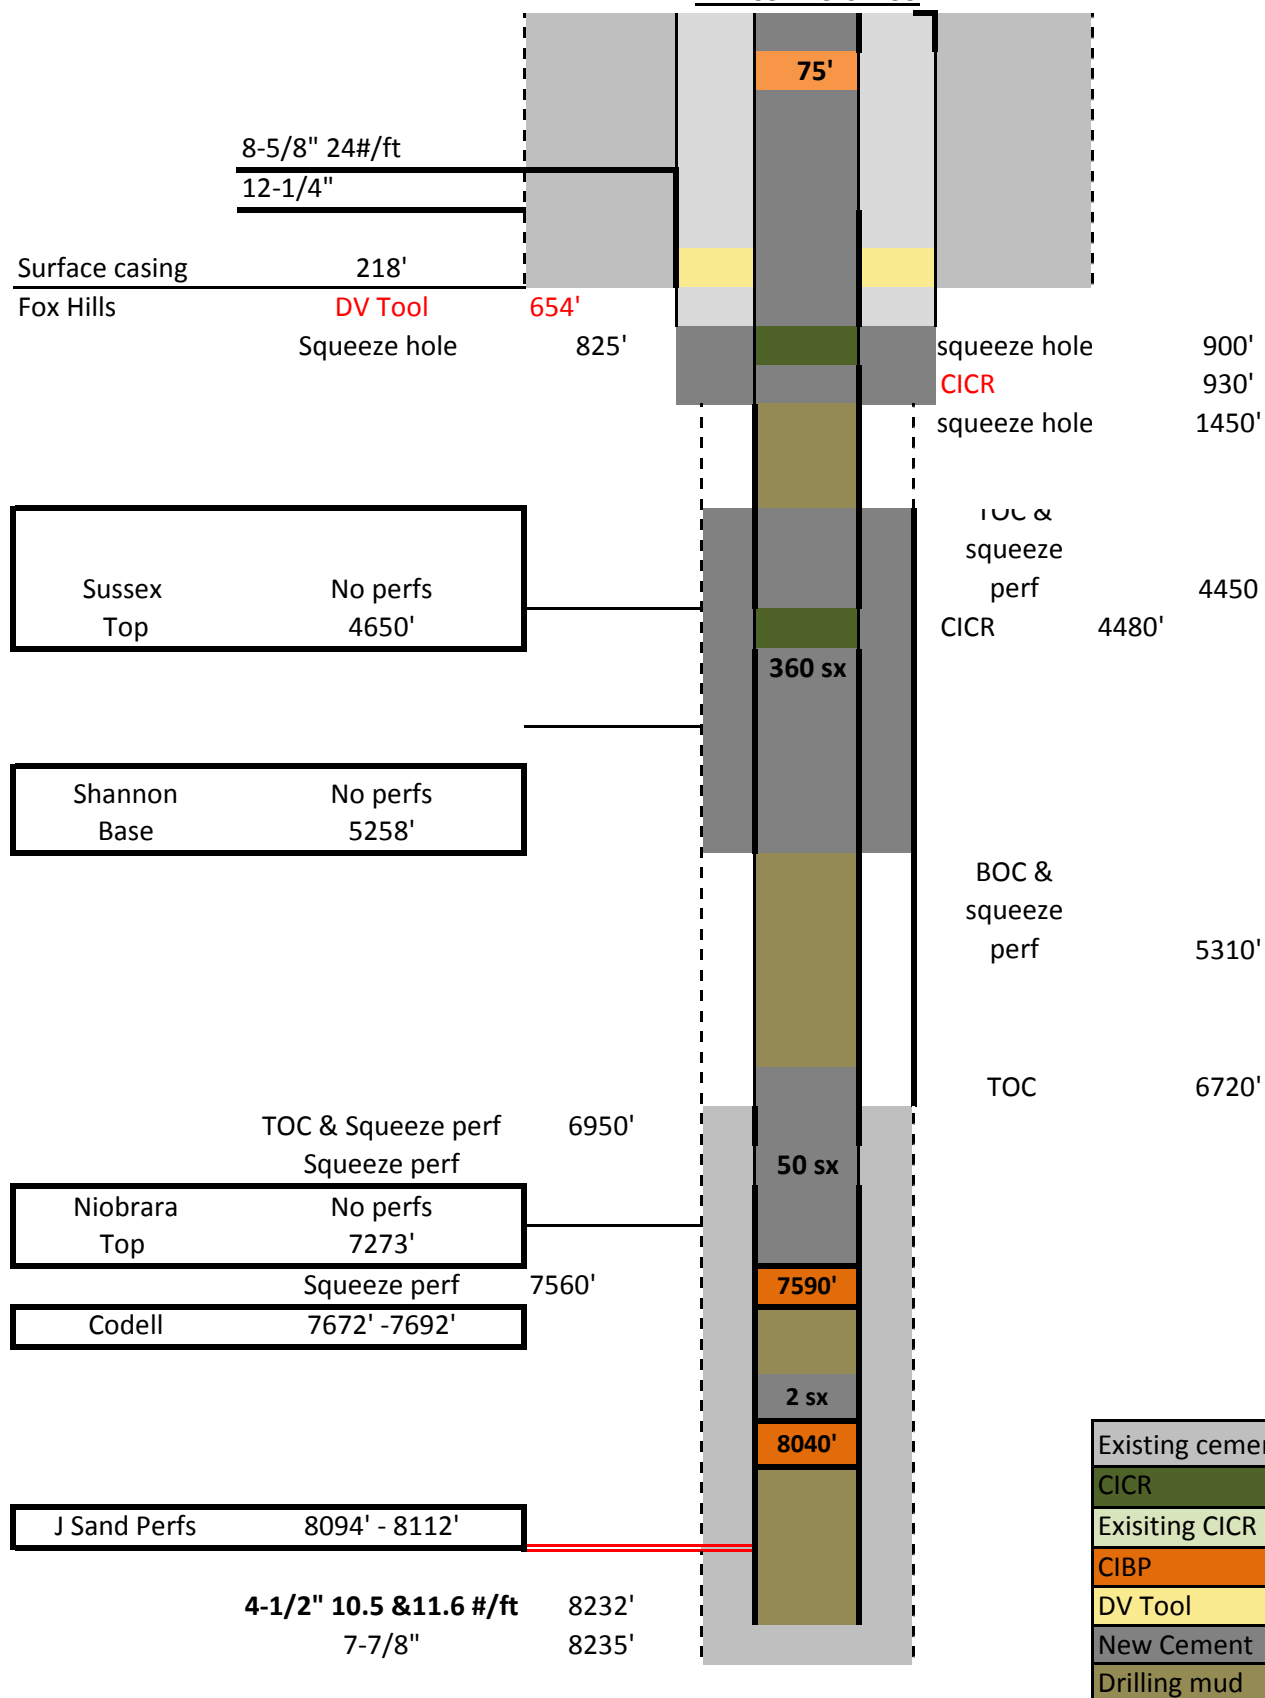 75'
8-5/8" 24#/ft
12-1/4"
Surface casing 218'
Fox Hills DV Tool 654'
Squeeze hole 825' squeeze hole 900'
CICR 930'
squeeze hole 1450'
TOC &
squeeze
Sussex No perfs perf 4450
Top 4650' CICR 4480'
360 sx
Shannon No perfs
Base 5258'
BOC &
squeeze
perf 5310'
TOC 6720'
TOC & Squeeze perf 6950'
Squeeze perf 50 sx
Niobrara No perfs
Top 7273'
Squeeze perf 7560' 7590'
Codell 7672' -7692'
2 sx
8040'
Existing cemen
CICR
J Sand Perfs 8094' - 8112' Exisiting CICR
CIBP
4-1/2" 10.5 &11.6 #/ft 8232' DV Tool
7-7/8" 8235' New Cement
Drilling mud